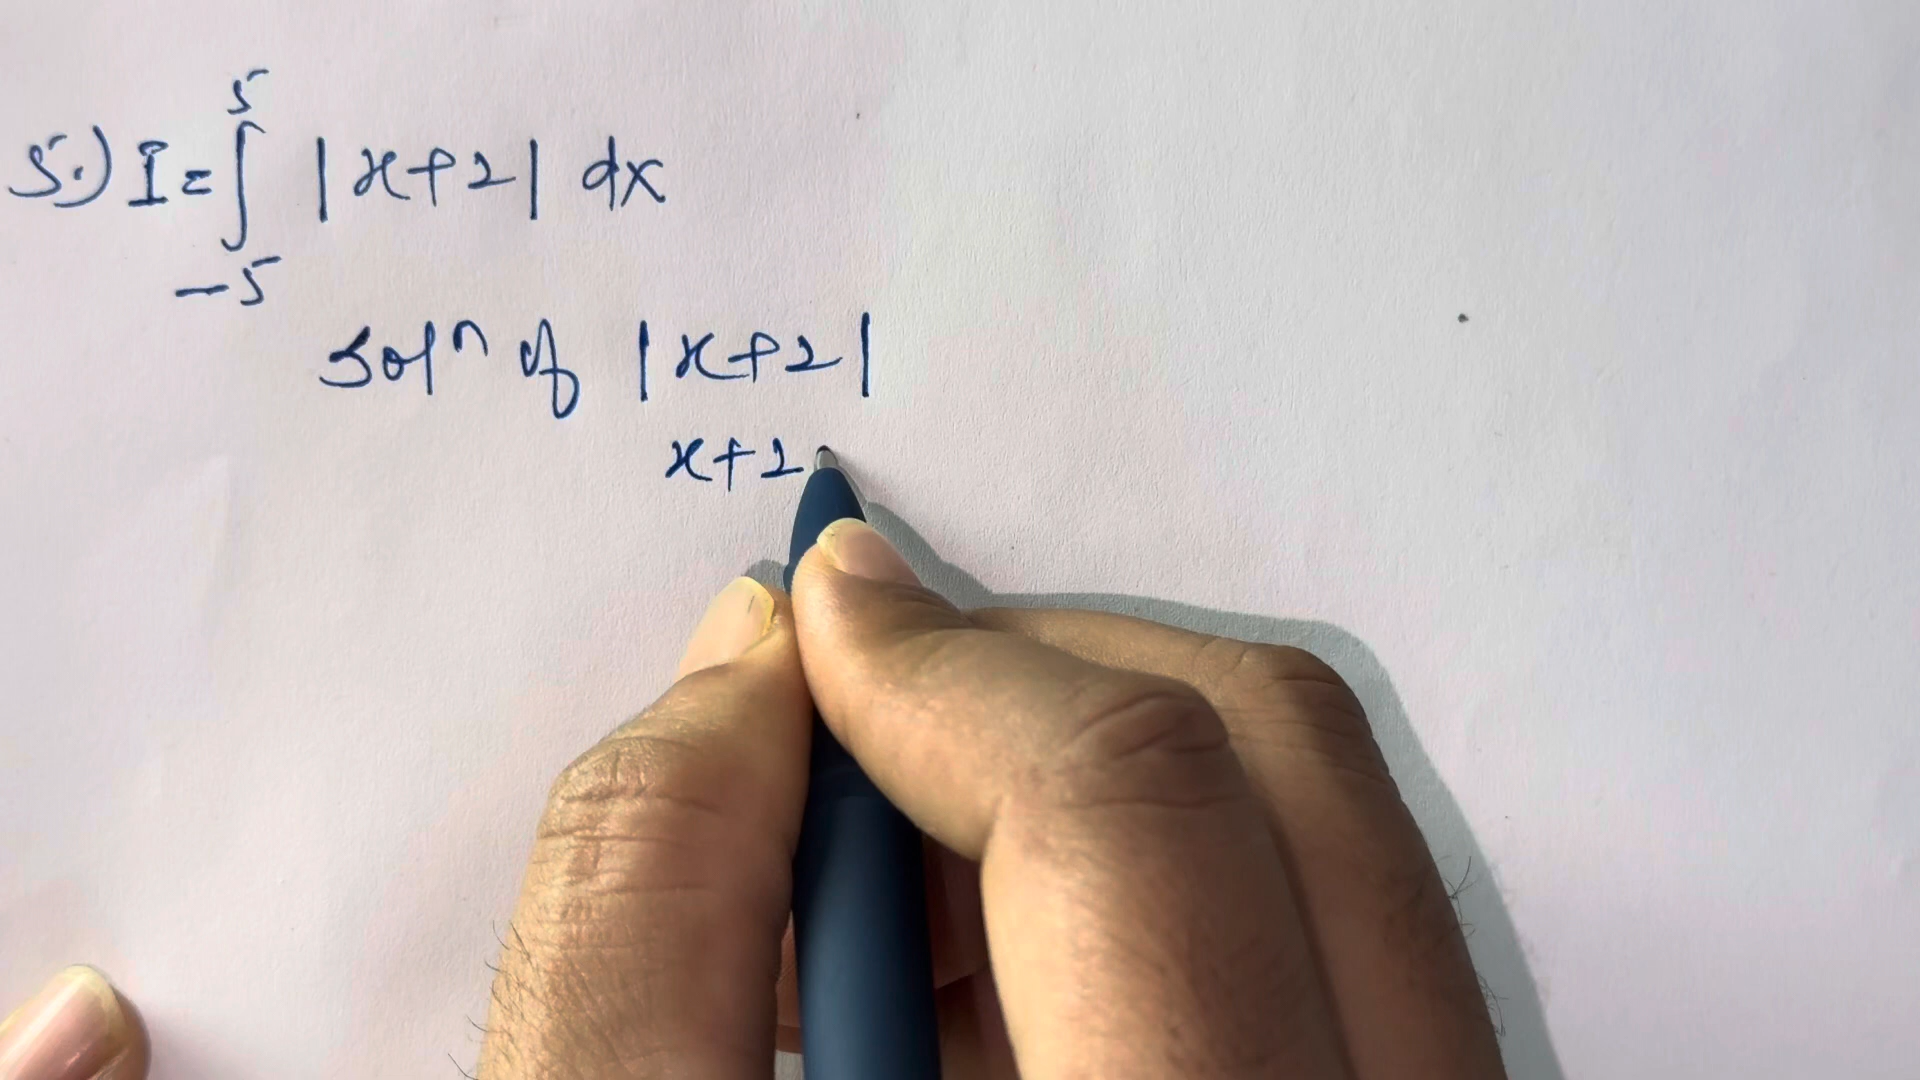 5.) I = ∫_{-5}^{5} |x+2| dx
Solⁿ of |x+2|
x+2